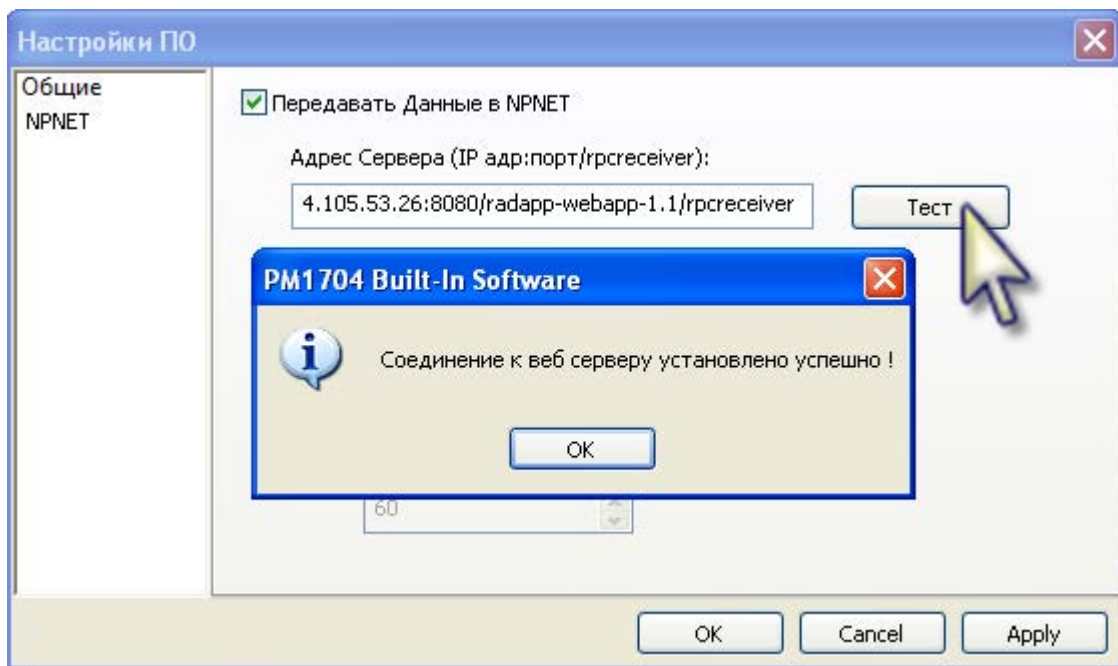 Настройки ПО
Общие
NPNET
Передавать Данные в NPNET
Адрес Сервера (IP адр:порт/rpcreceiver):
4.105.53.26:8080/radapp-webapp-1.1/rpcreceiver
Тест
PM1704 Built-In Software
Соединение к веб серверу установлено успешно !
OK
60
OK
Cancel
Apply